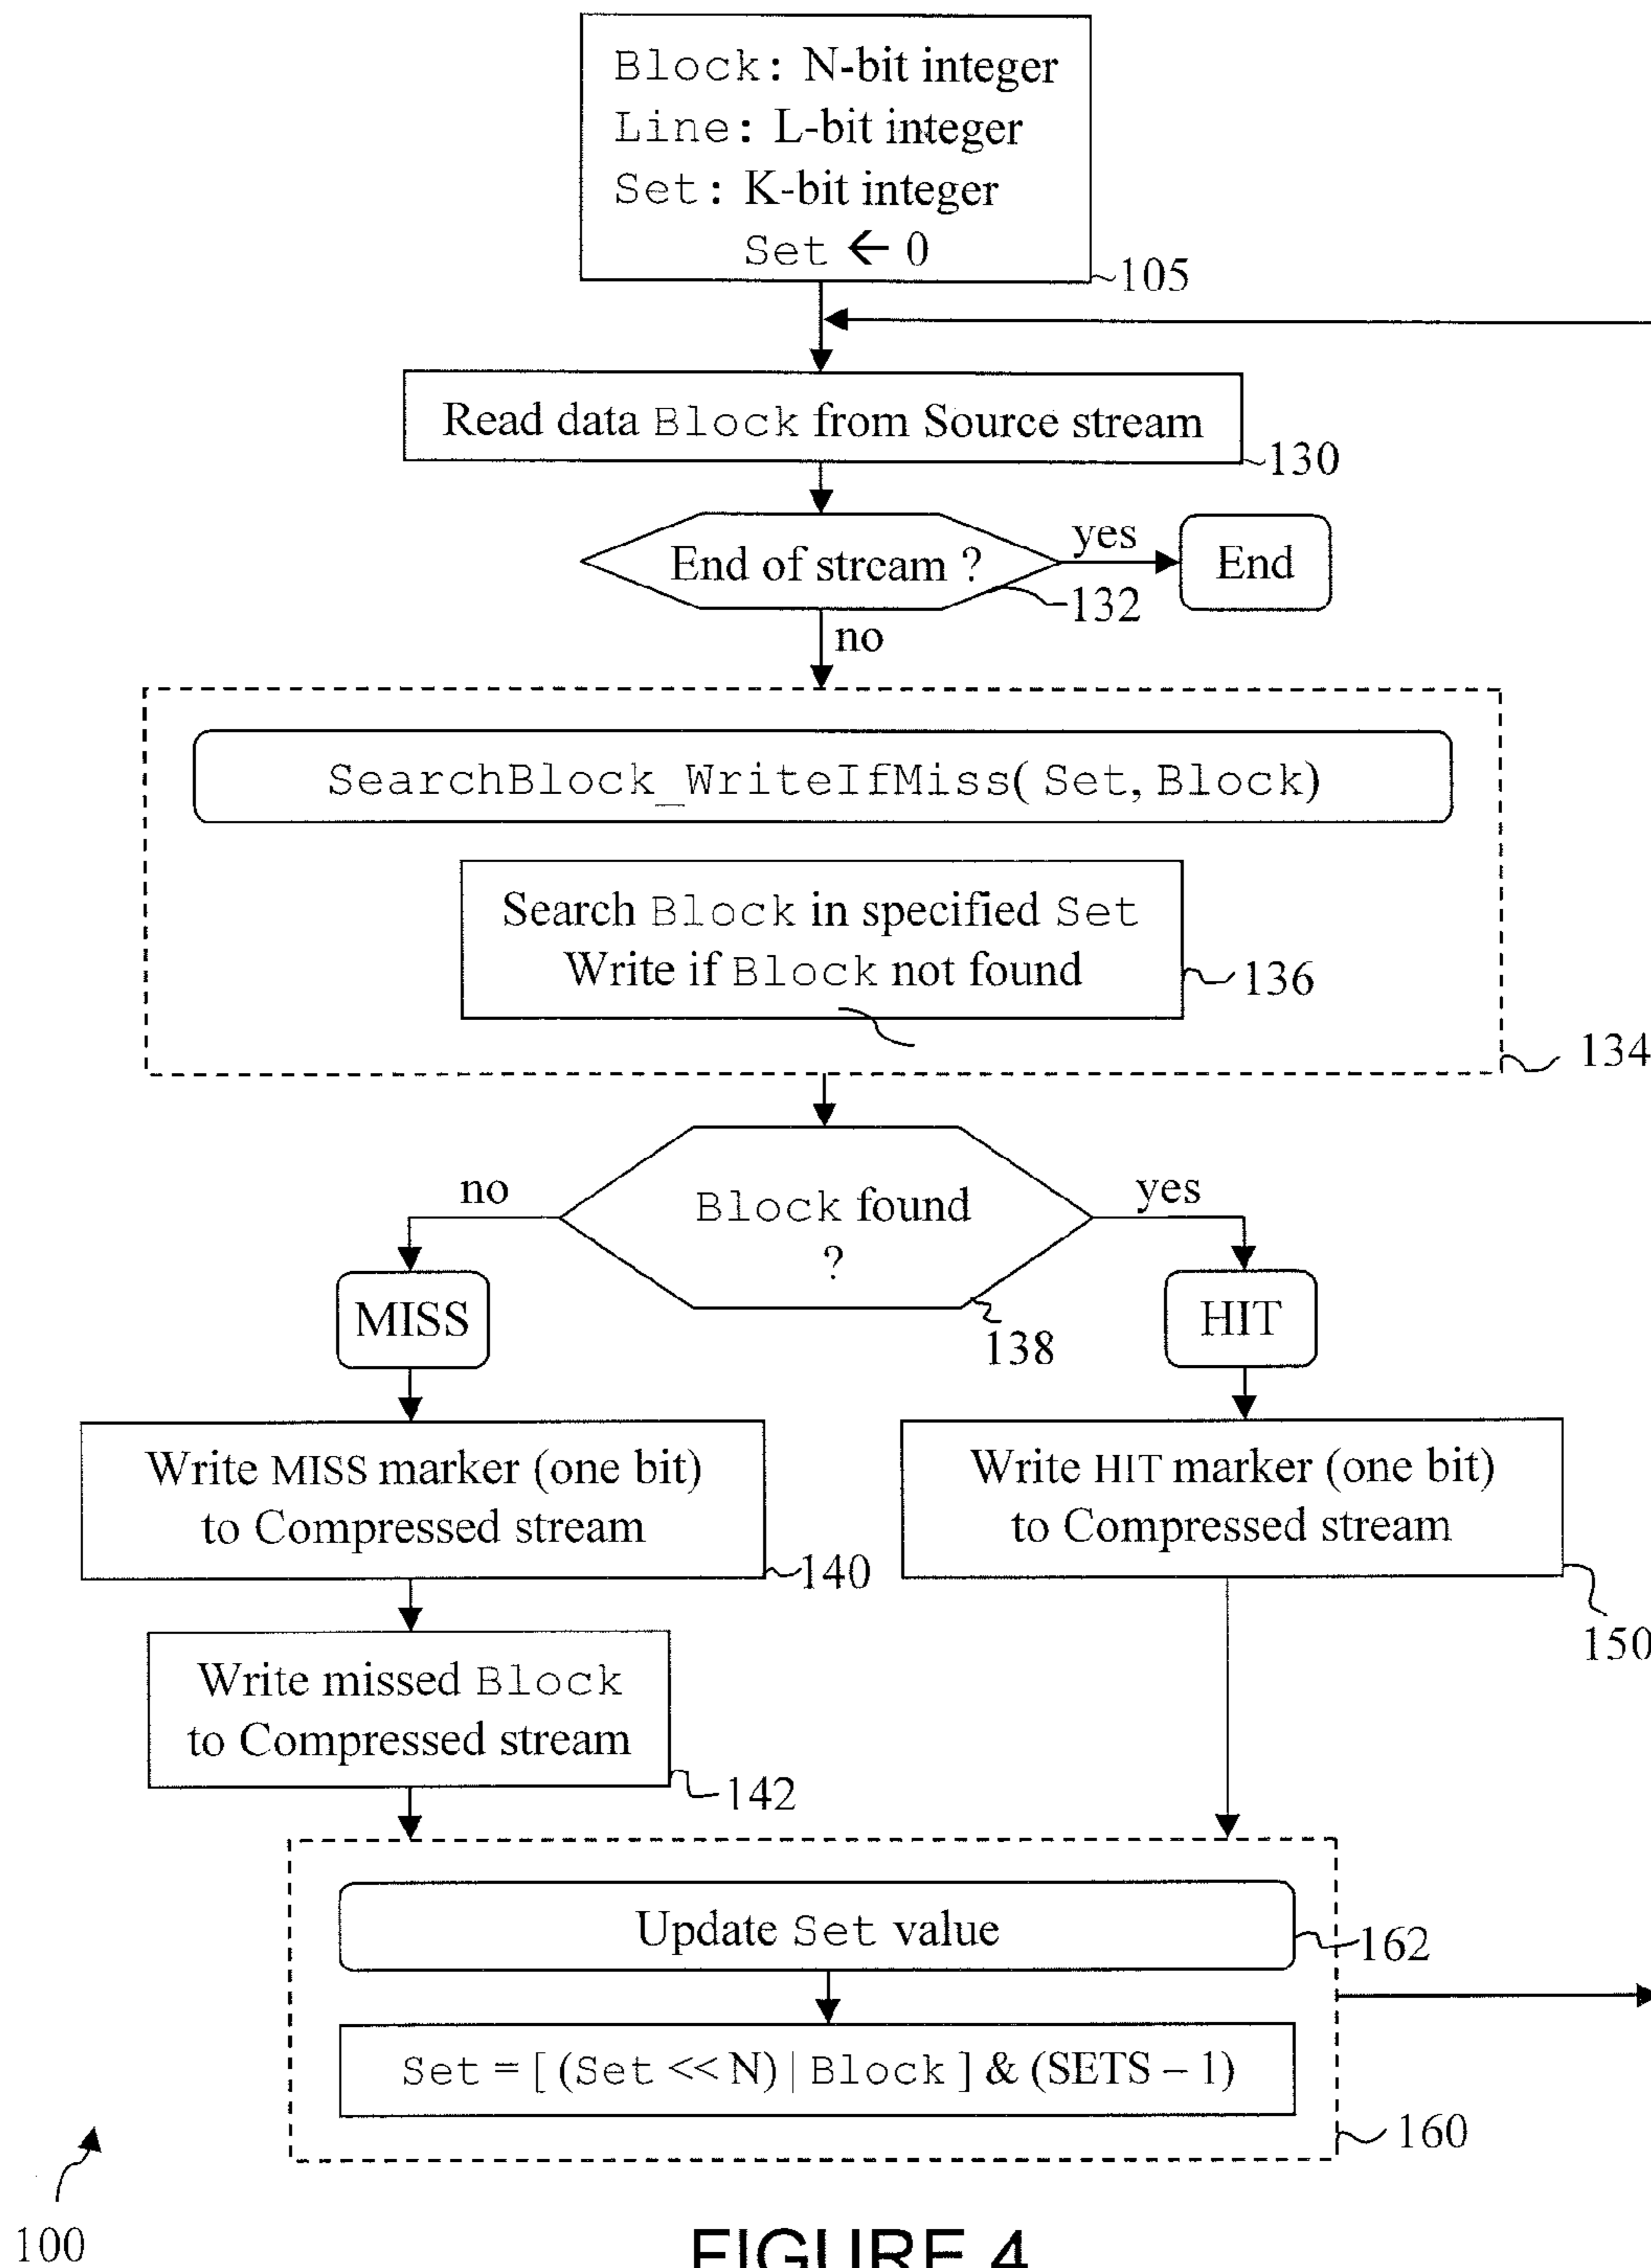 Block: N-bit integer
Line: L-bit integer
Set: K-bit integer
Set ← 0
105
Read data Block from Source stream
130
End of stream ?
yes
End
132
no
SearchBlock_WriteIfMiss( Set, Block)
Search Block in specified Set
Write if Block not found
136
134
no
Block found
?
yes
138
MISS
HIT
Write MISS marker (one bit)
to Compressed stream
140
Write HIT marker (one bit)
to Compressed stream
150
Write missed Block
to Compressed stream
142
Update Set value
162
Set = [ (Set << N) | Block ] & (SETS – 1)
160
100
FIGURE 4